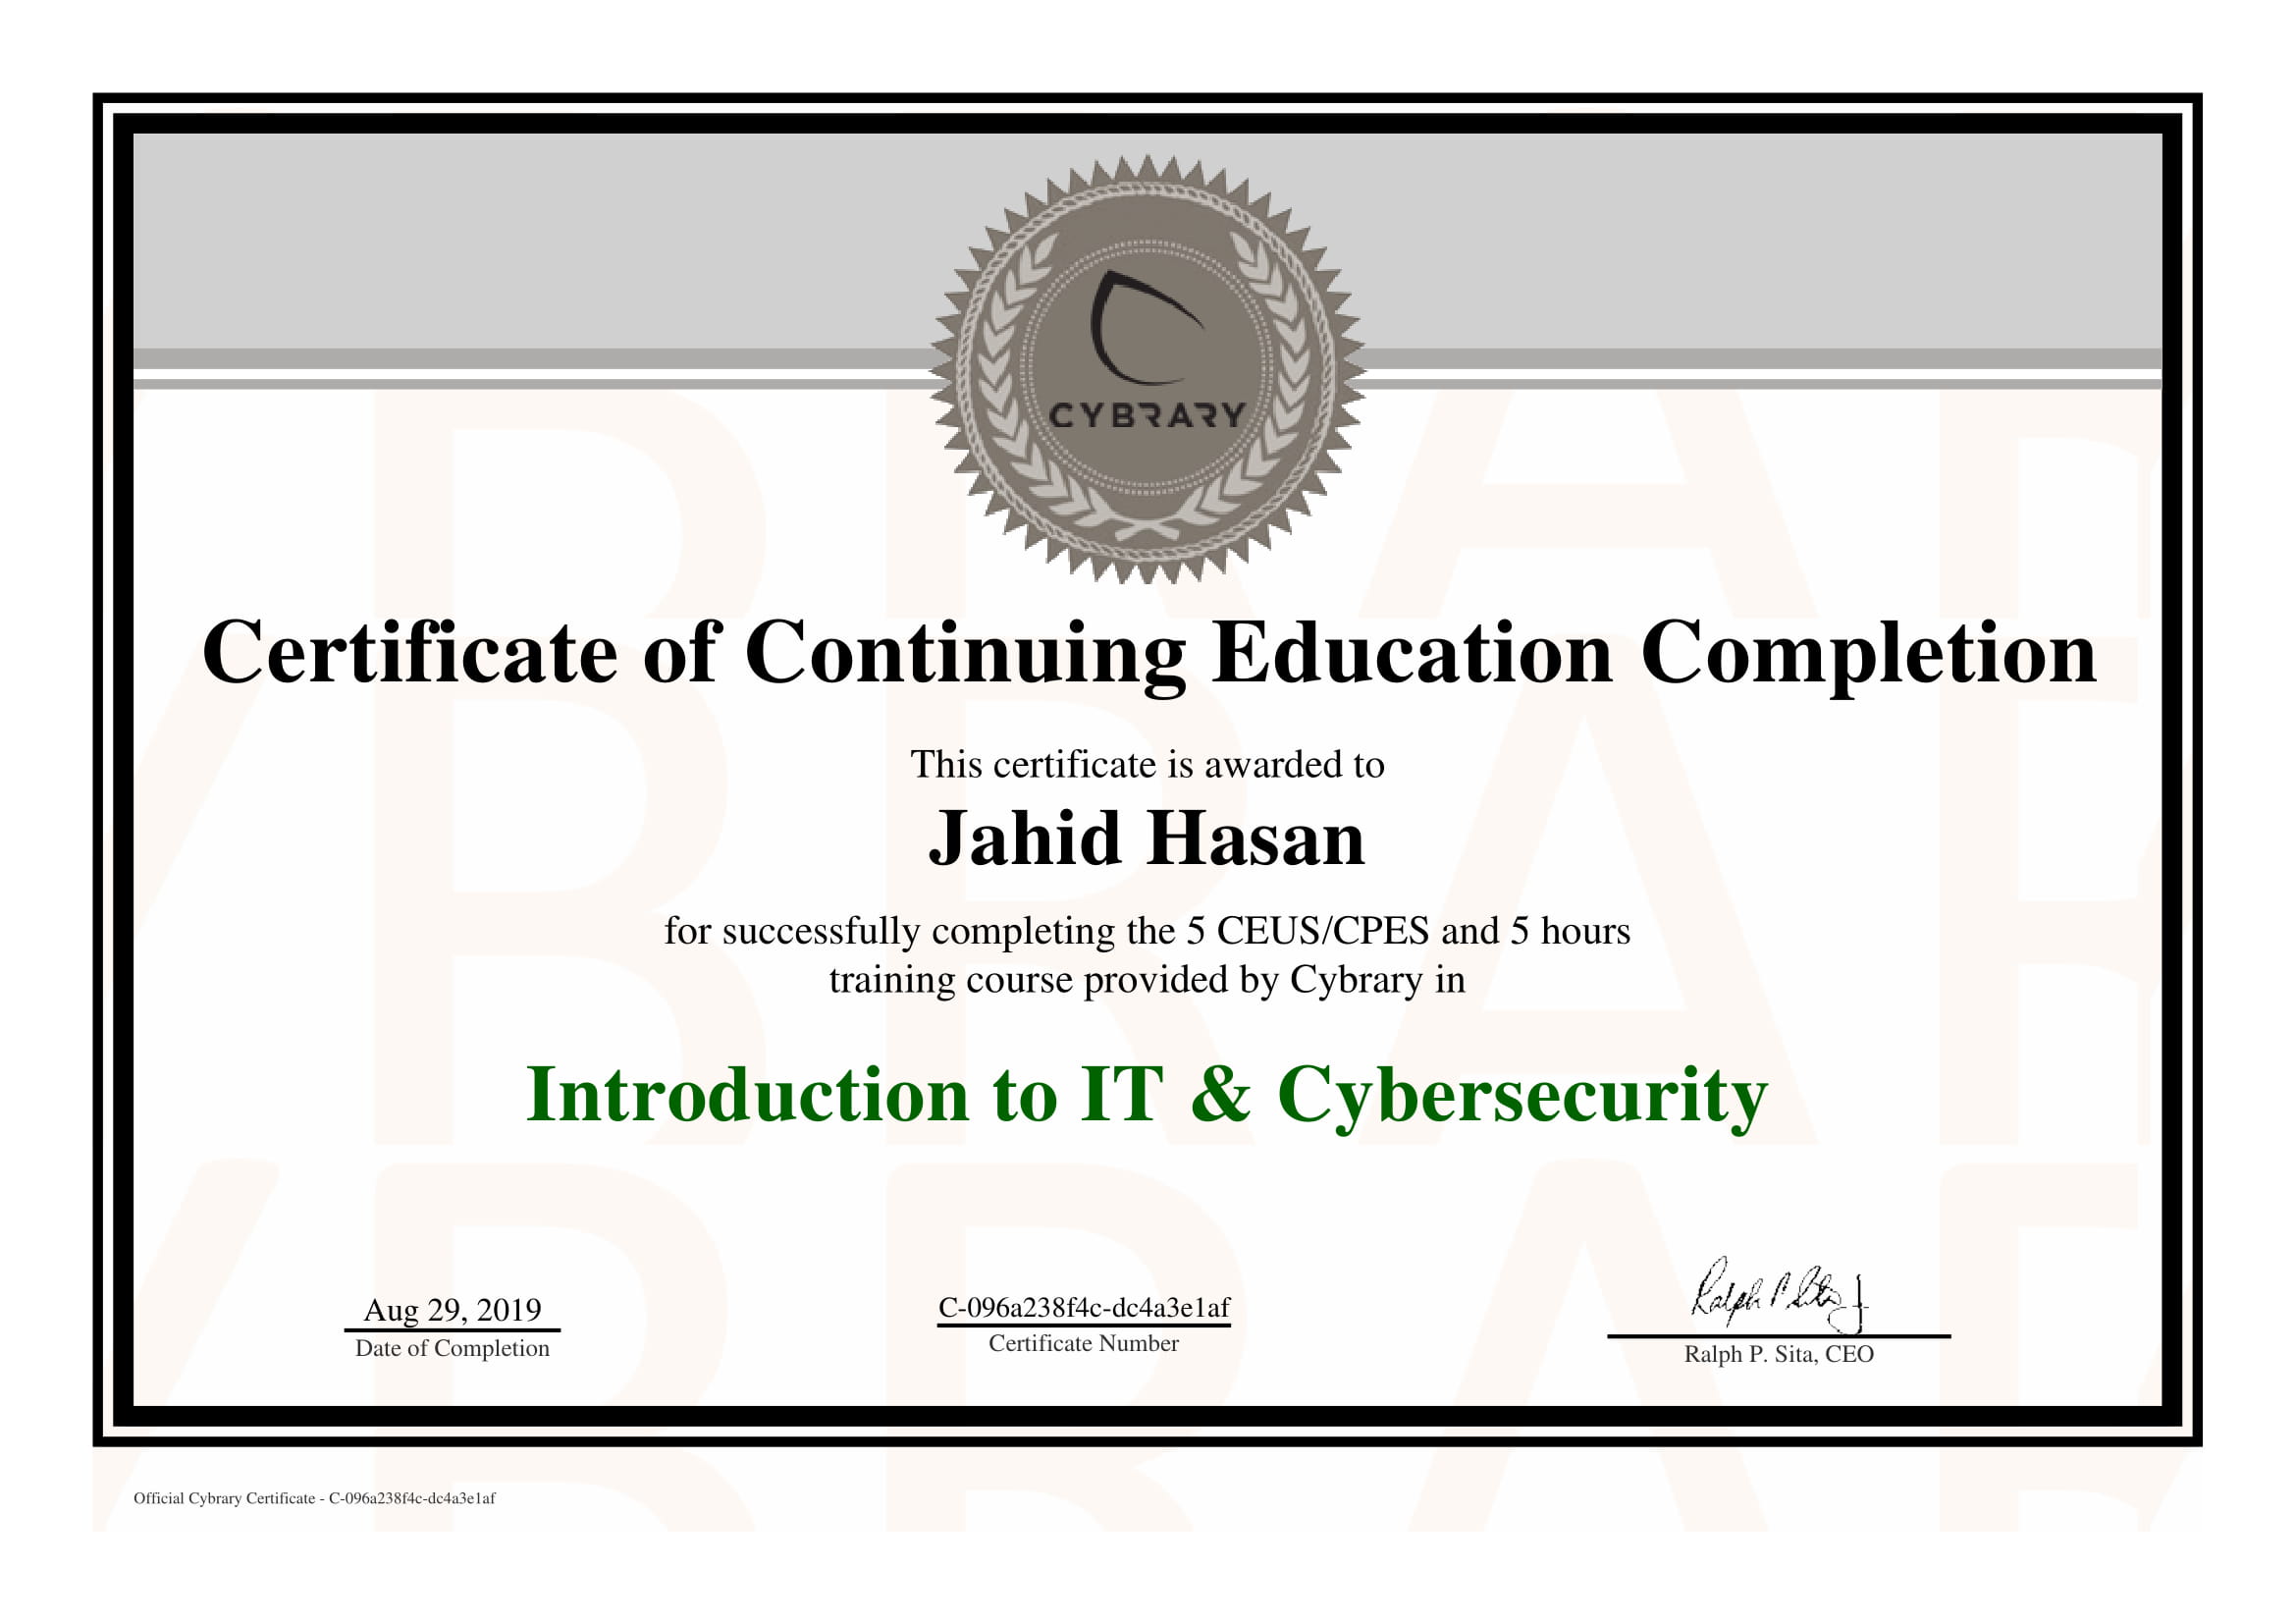 CYBRARY
Certificate of Continuing Education Completion
This certificate is awarded to
Jahid Hasan
for successfully completing the 5 CEUS/CPES and 5 hours
training course provided by Cybrary in
Introduction to IT & Cybersecurity
Aug 29, 2019
Date of Completion
C-096a238f4c-dc4a3e1af
Certificate Number
Ralph P. Sita, CEO
Official Cybrary Certificate - C-096a238f4c-dc4a3e1af